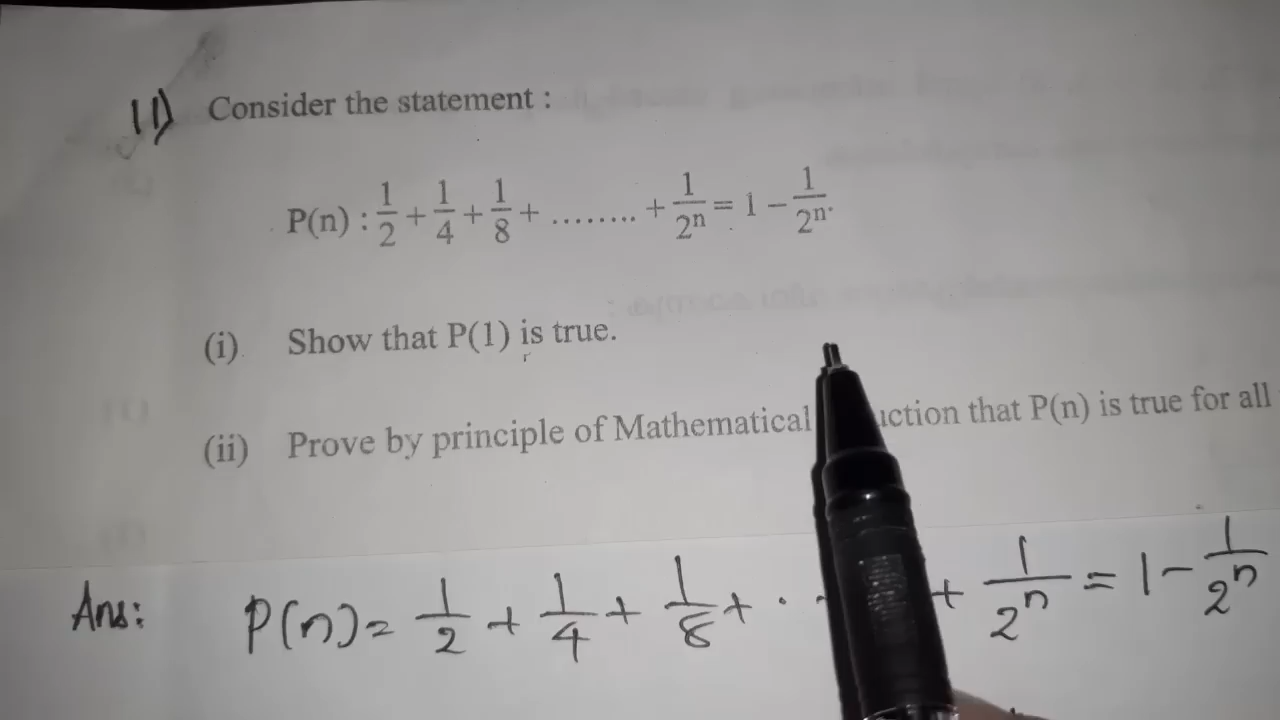 11) Consider the statement :
P(n) : 1/2 + 1/4 + 1/8 + ........ + 1/2ⁿ = 1 − 1/2ⁿ.
(i) Show that P(1) is true.
(ii) Prove by principle of Mathematical uction that P(n) is true for all
Ans: P(n) = 1/2 + 1/4 + 1/8 + · · + 1/2ⁿ = 1 − 1/2ⁿ